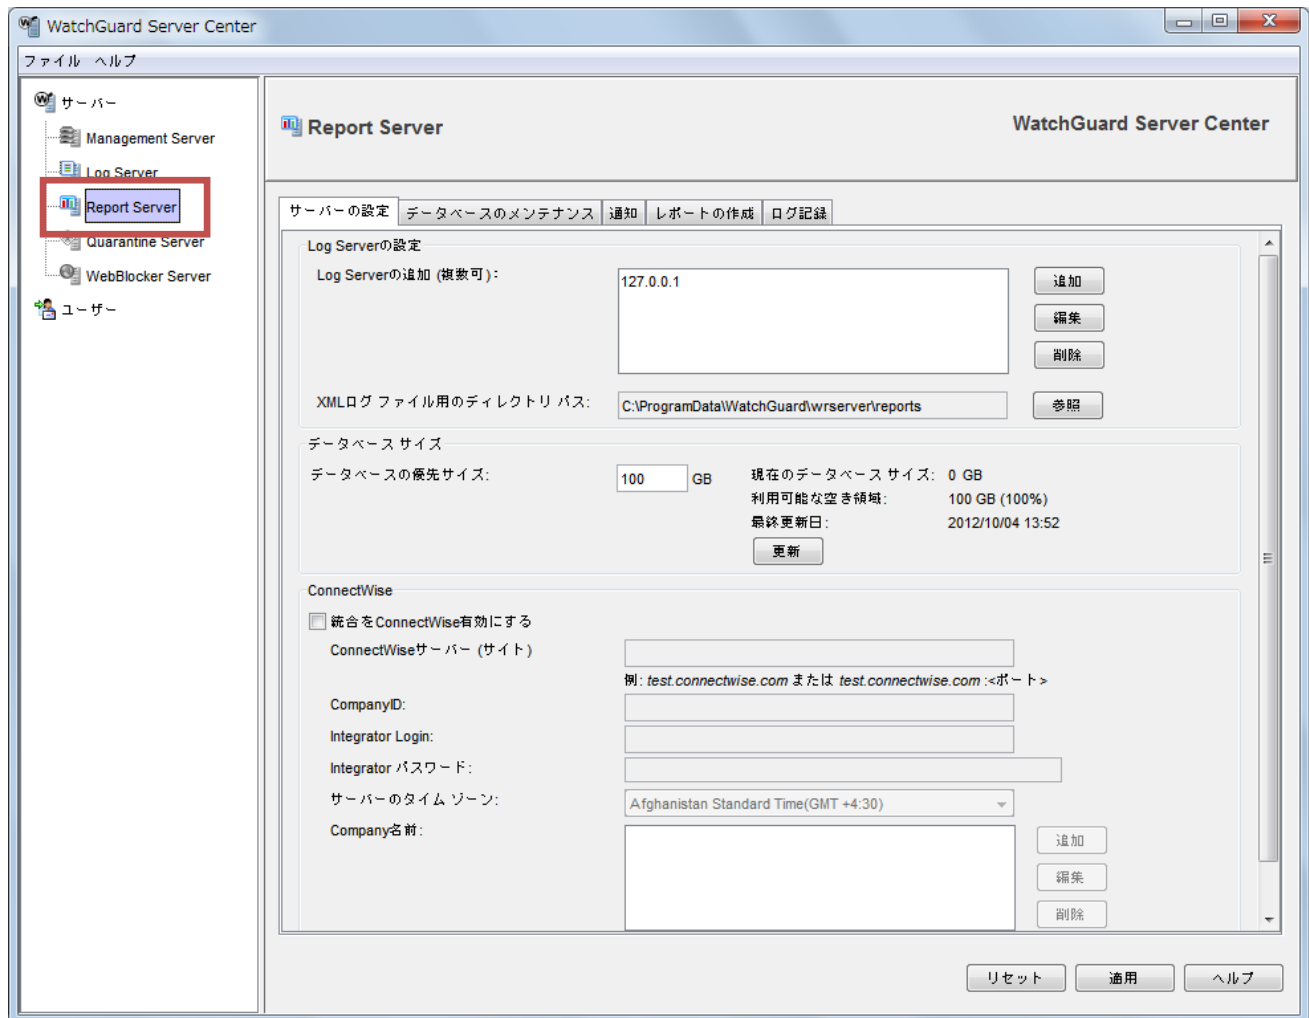 WatchGuard Server Center
ファイル ヘルプ
サーバー
Management Server
Log Server
Report Server
Quarantine Server
WebBlocker Server
ユーザー
Report Server
WatchGuard Server Center
サーバーの設定 データベースのメンテナンス 通知 レポートの作成 ログ記録
Log Serverの設定
Log Serverの追加 (複数可):
127.0.0.1
追加
編集
削除
XMLログ ファイル用のディレクトリ パス:
C:\ProgramData\WatchGuard\wrserver\reports
参照
データベース サイズ
データベースの優先サイズ:
100 GB
現在のデータベース サイズ: 0 GB
利用可能な空き領域: 100 GB (100%)
最終更新日: 2012/10/04 13:52
更新
ConnectWise
統合をConnectWise有効にする
ConnectWiseサーバー (サイト)
例: test.connectwise.com または test.connectwise.com :<ポート>
CompanyID:
Integrator Login:
Integrator パスワード:
サーバーのタイム ゾーン:
Afghanistan Standard Time(GMT +4:30)
Company名前:
追加
編集
削除
リセット 適用 ヘルプ